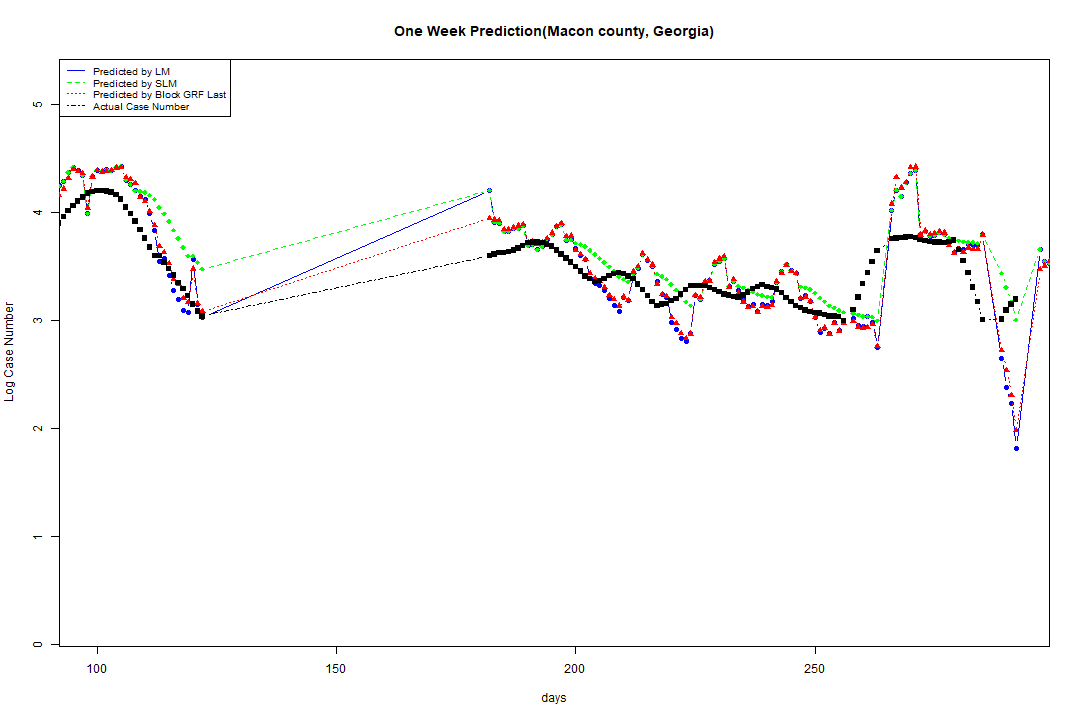 One Week Prediction(Macon county, Georgia)
Predicted by LM
Predicted by SLM
Predicted by Block GRF Last
Actual Case Number
5
4
3
2
1
0
Log Case Number
100 150 200 250
days